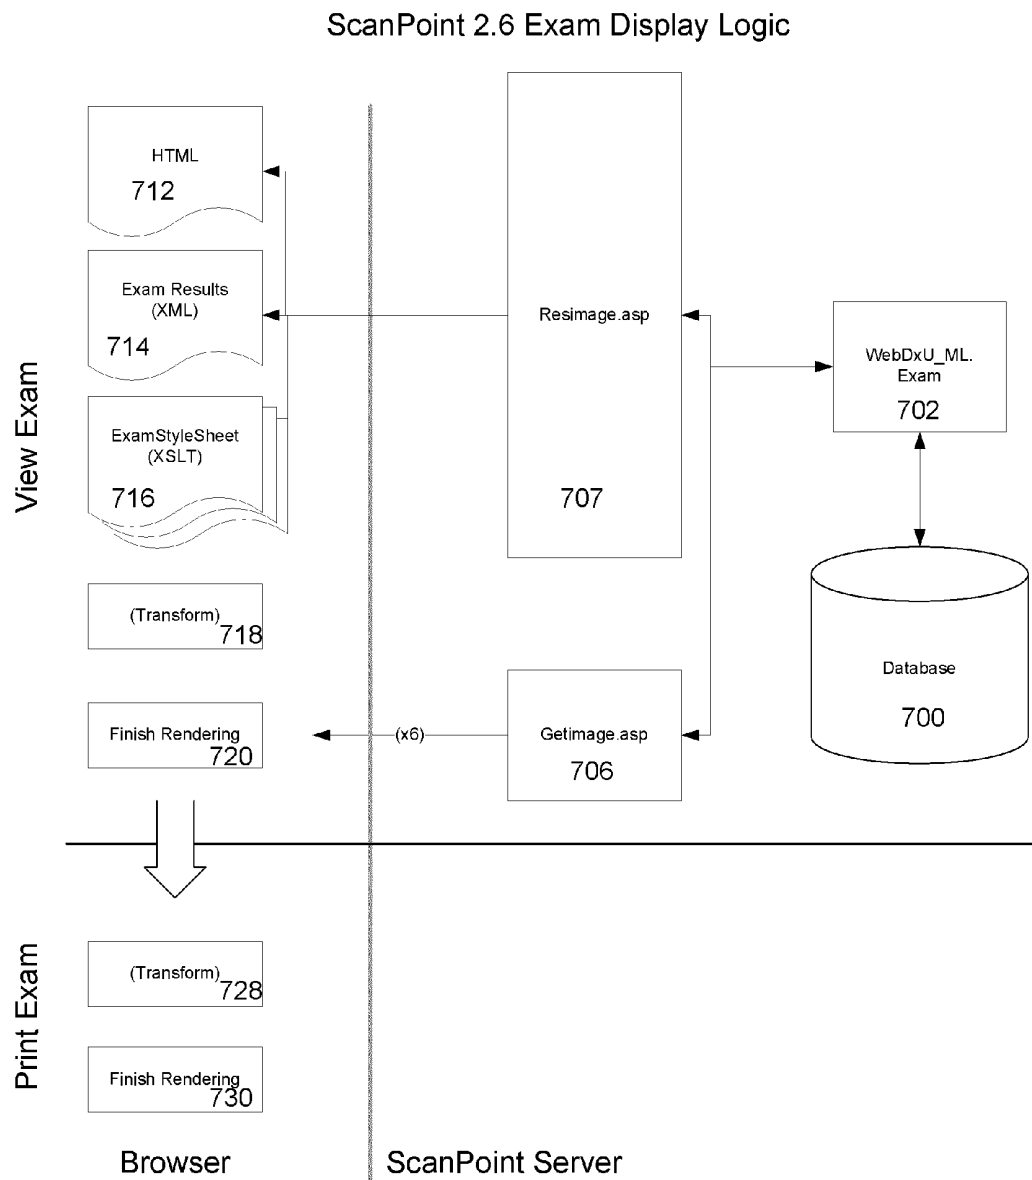 ScanPoint 2.6 Exam Display Logic
View Exam
HTML
712
Exam Results
(XML)
714
ExamStyleSheet
(XSLT)
716
(Transform)
718
Finish Rendering
720
Resimage.asp
707
(x6)
Getimage.asp
706
WebDxU_ML.
Exam
702
Database
700
Print Exam
(Transform)
728
Finish Rendering
730
Browser
ScanPoint Server